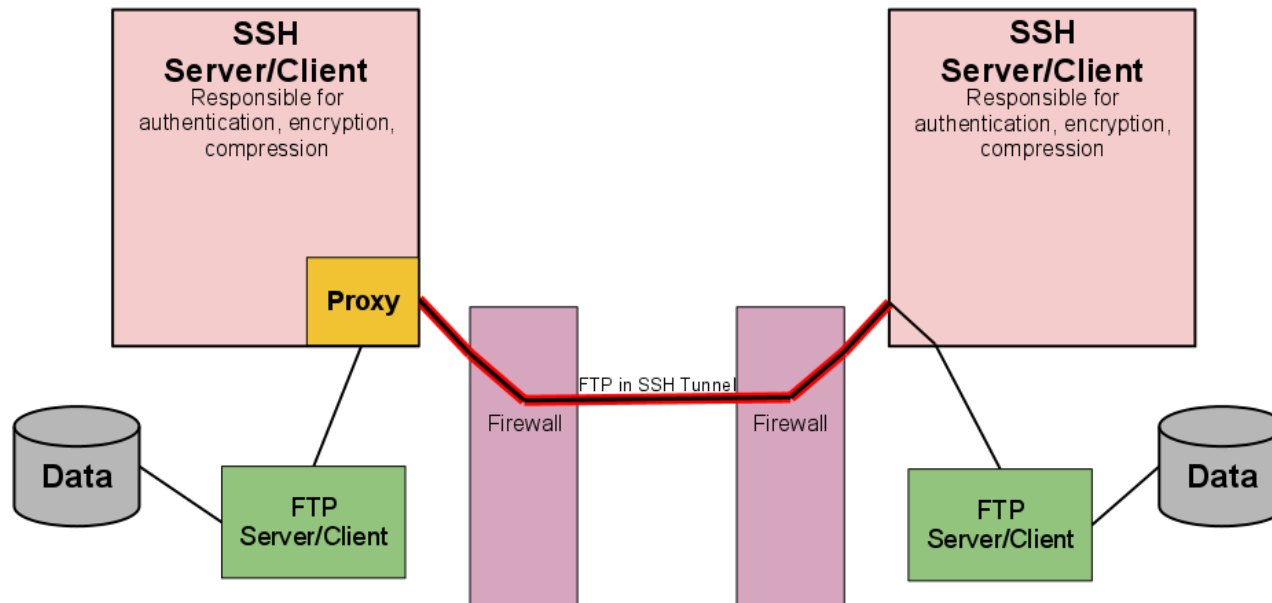 SSH
Server/Client
Responsible for
authentication, encryption,
compression
Proxy
SSH
Server/Client
Responsible for
authentication, encryption,
compression
FTP in SSH Tunnel
Firewall
Firewall
Data
FTP
Server/Client
FTP
Server/Client
Data